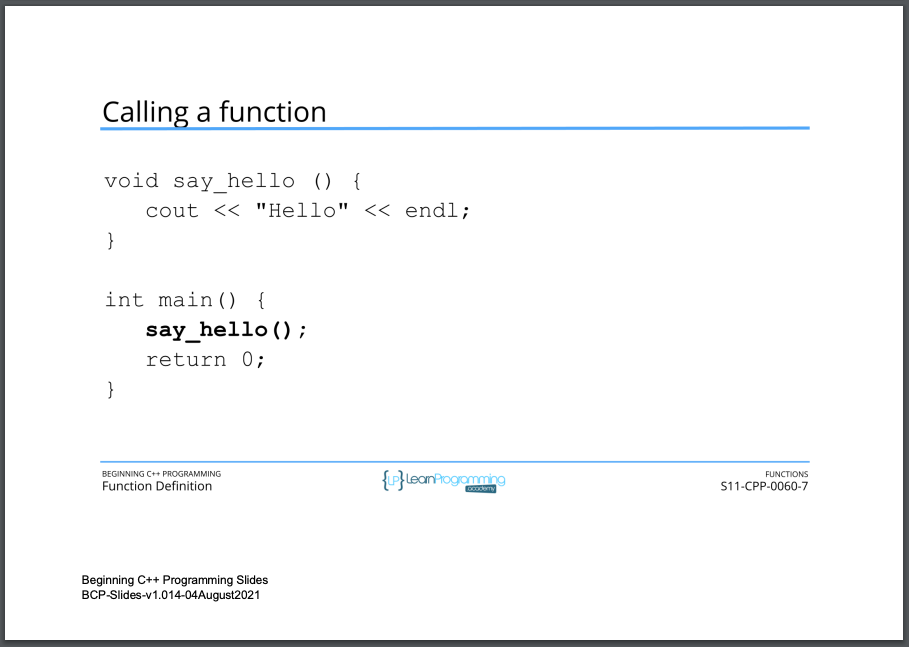 Calling a function
void say_hello () {
   cout << "Hello" << endl;
}
int main() {
   say_hello();
   return 0;
}
BEGINNING C++ PROGRAMMING
Function Definition
{LP} LearnProgramming
academy
FUNCTIONS
S11-CPP-0060-7
Beginning C++ Programming Slides
BCP-Slides-v1.014-04August2021